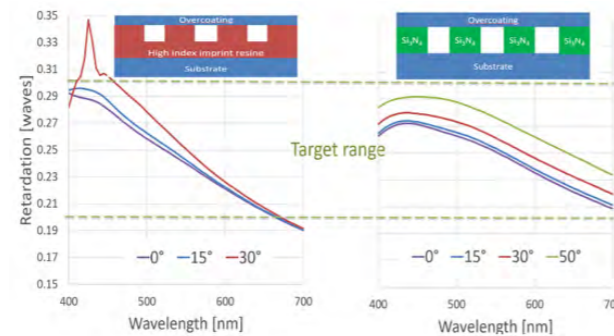 0.35
0.33
0.31
0.29
0.27
0.25
0.23
0.21
0.19
0.17
0.15
Retardation [waves]
Overcoating
High index imprint resine
Substrate
0° 15° 30°
400 500 600 700
Wavelength [nm]
Target range
Overcoating
Si₃N₄ Si₃N₄ Si₃N₄ Si₃N₄
Substrate
0° 15° 30° 50°
400 500 600 700
Wavelength [nm]